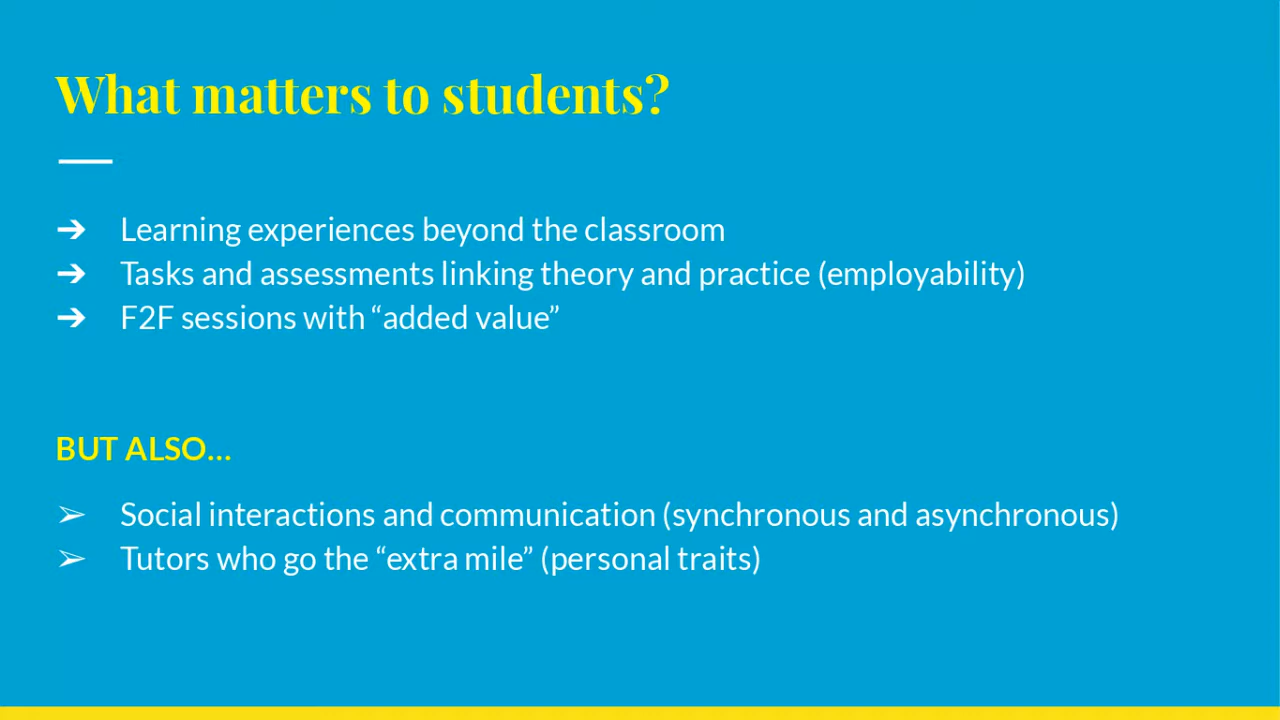 What matters to students?
➔ Learning experiences beyond the classroom
➔ Tasks and assessments linking theory and practice (employability)
➔ F2F sessions with “added value”
BUT ALSO…
➢ Social interactions and communication (synchronous and asynchronous)
➢ Tutors who go the “extra mile” (personal traits)